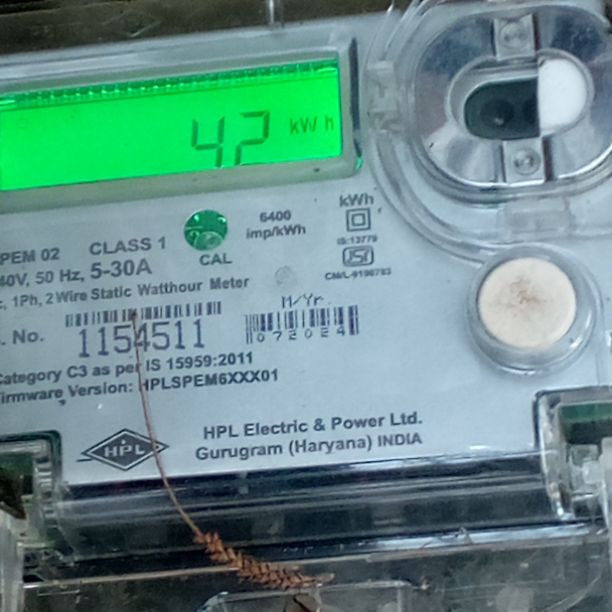 42 kWh
kWh
6400
imp/kWh
IS:13779
ISI
CM/L-9196783
CAL
PEM 02 CLASS 1
40V, 50 Hz, 5-30A
1Ph, 2 Wire Static Watthour Meter
M/Yr.
. No. 1154511
072024
Category C3 as per IS 15959:2011
Firmware Version: HPLSPEM6XXX01
HPL
HPL Electric & Power Ltd.
Gurugram (Haryana) INDIA